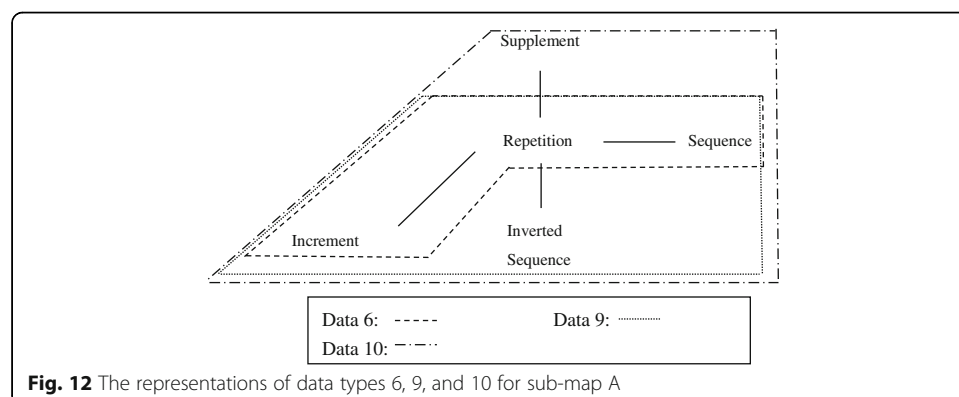 Supplement
Repetition
Sequence
Increment
Inverted
Sequence
Data 6:
Data 9:
Data 10:
Fig. 12 The representations of data types 6, 9, and 10 for sub-map A